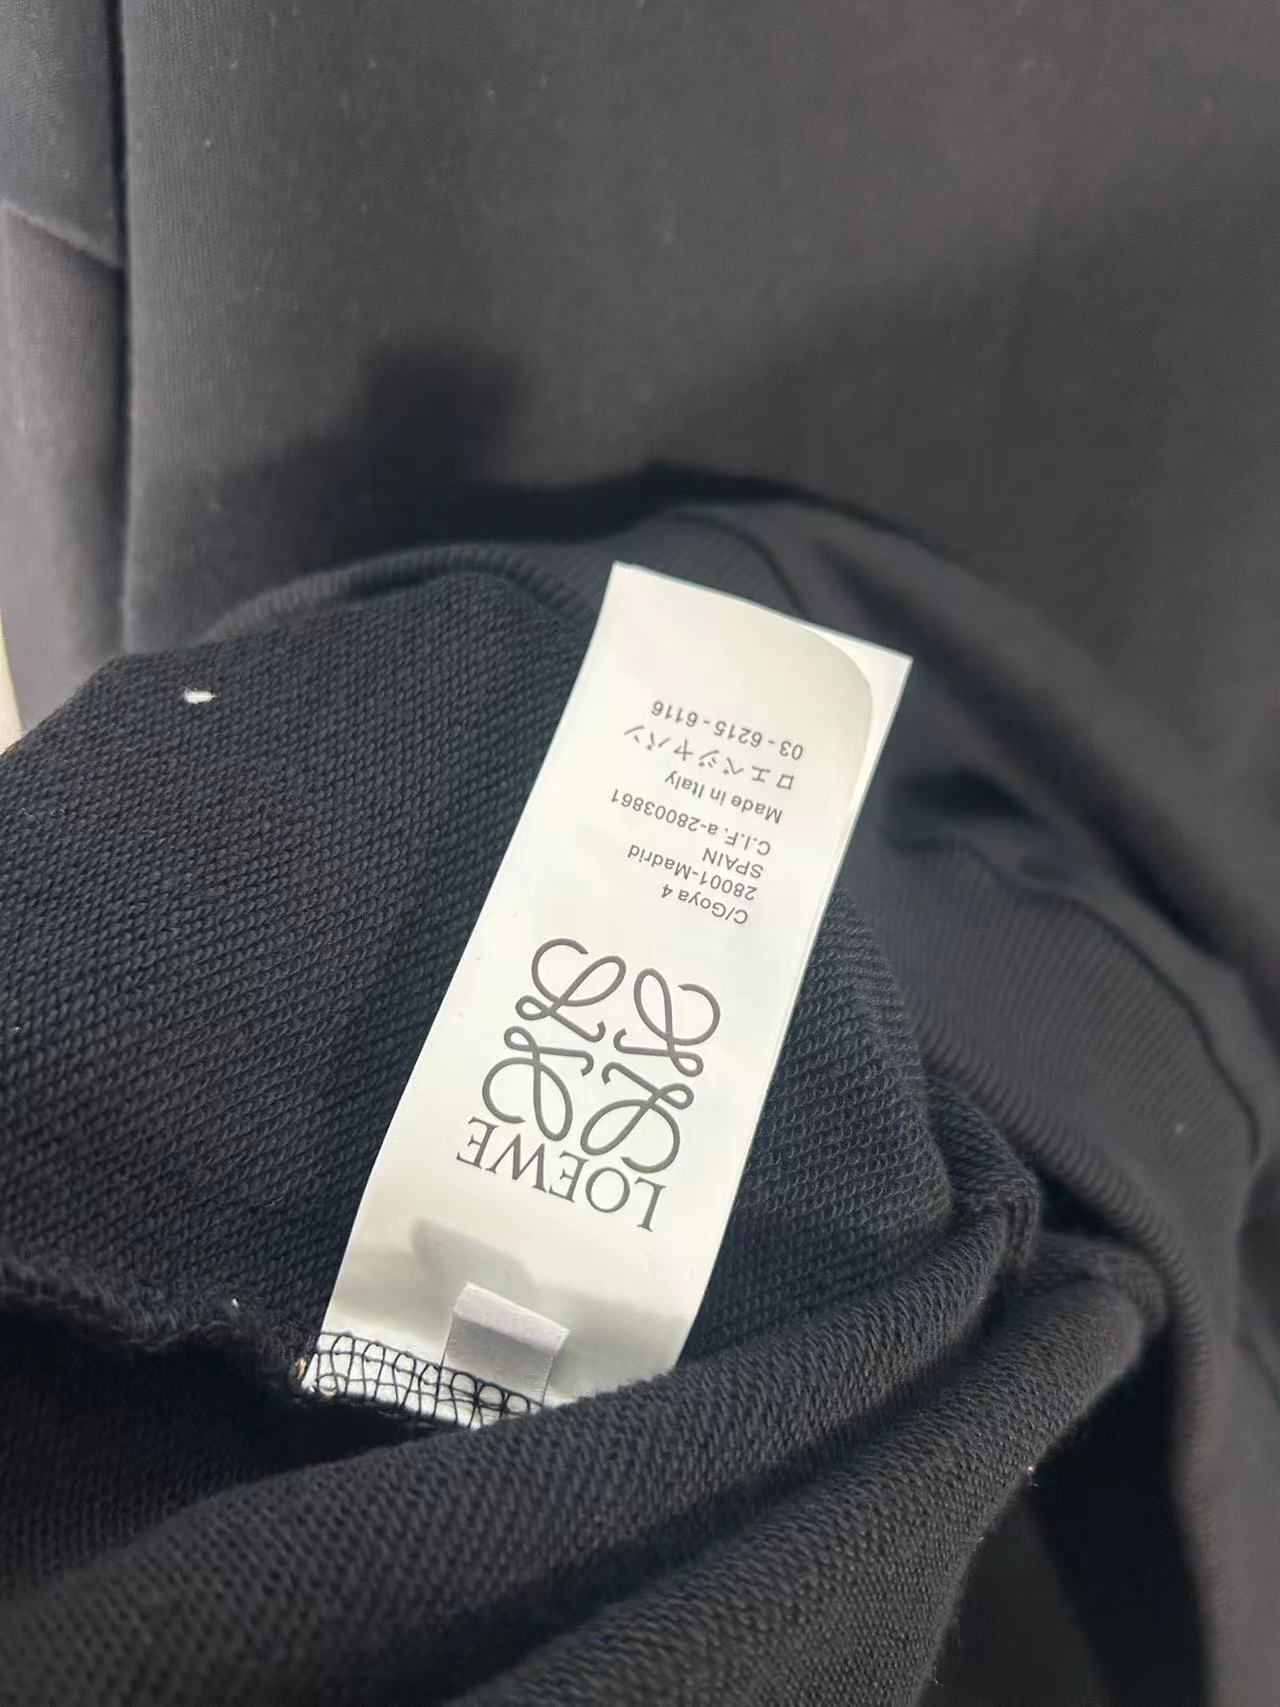 LOEWE
C/Goya 4
28001-Madrid
SPAIN
C.I.F. a-28003861
Made in Italy
ロエベジャパン
03 - 6215 - 6116